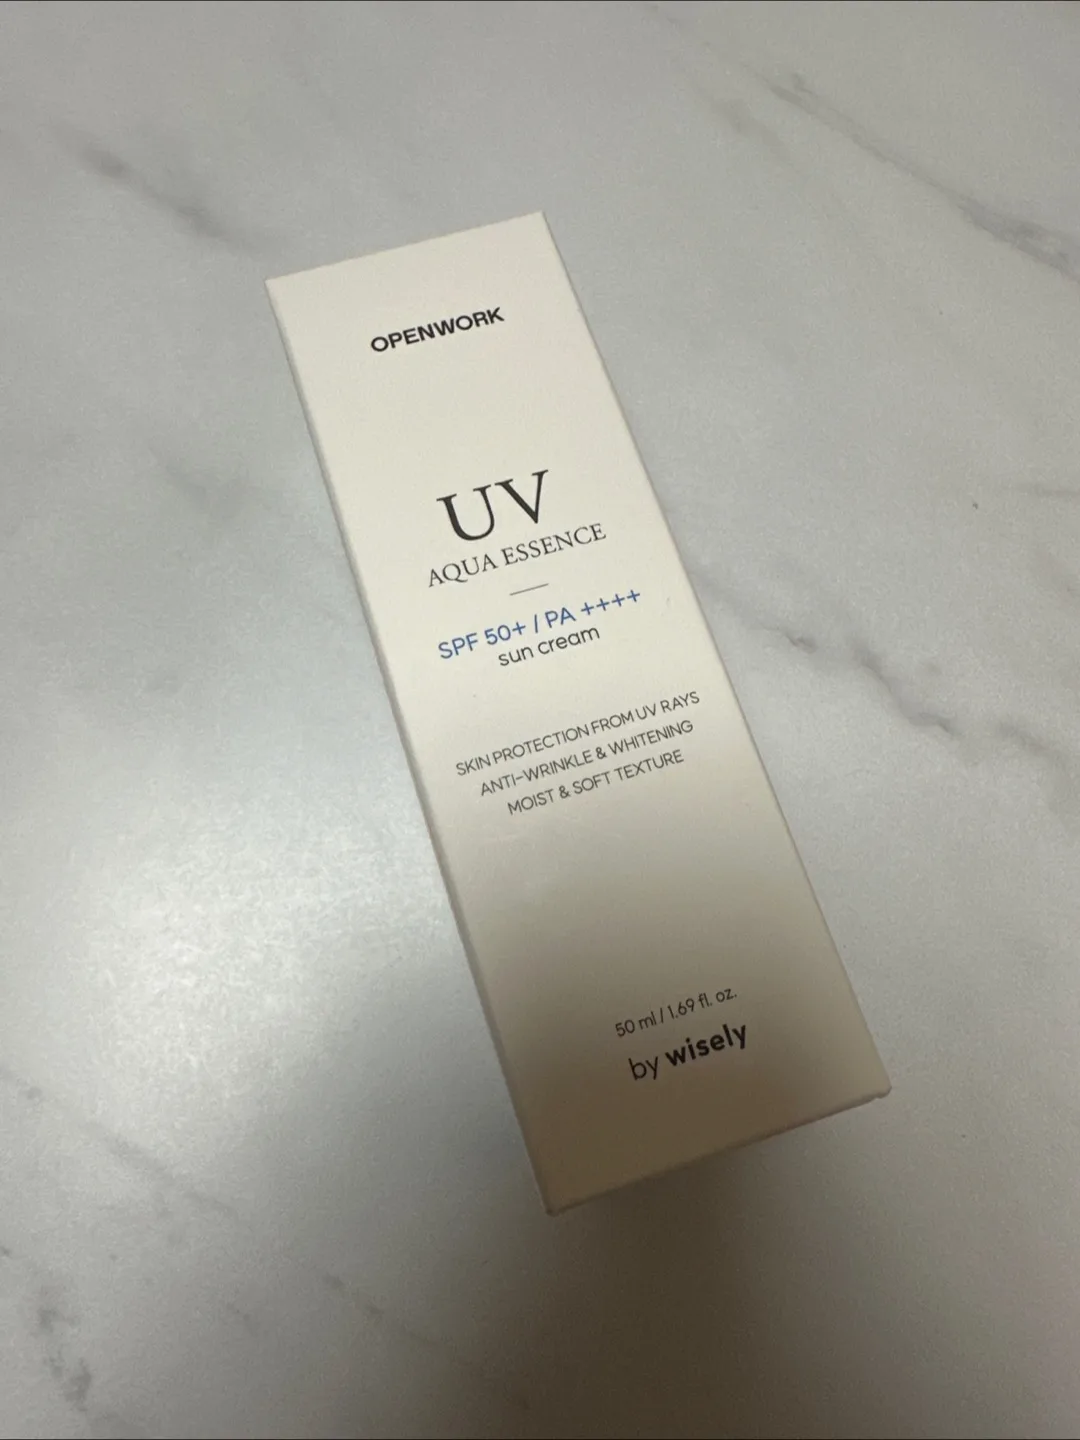 OPENWORK
UV
AQUA ESSENCE
SPF 50+ / PA ++++
sun cream
SKIN PROTECTION FROM UV RAYS
ANTI-WRINKLE & WHITENING
MOIST & SOFT TEXTURE
50 ml / 1.69 fl. oz.
by wisely